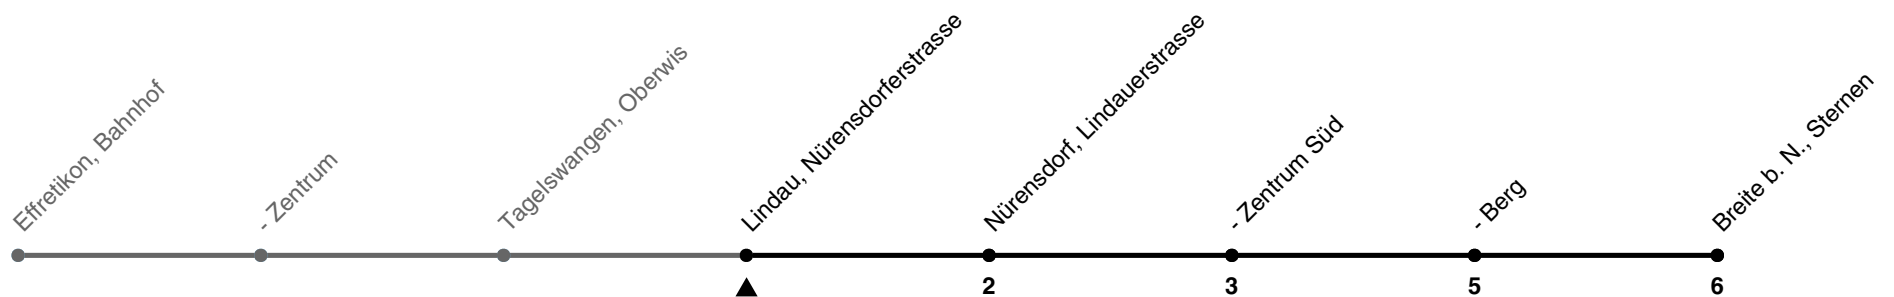 Effretikon, Bahnhof
- Zentrum
Tagelswangen, Oberwis
Lindau, Nürensdorferstrasse
Nürensdorf, Lindauerstrasse
- Zentrum Süd
- Berg
Breite b. N., Sternen
2
3
5
6